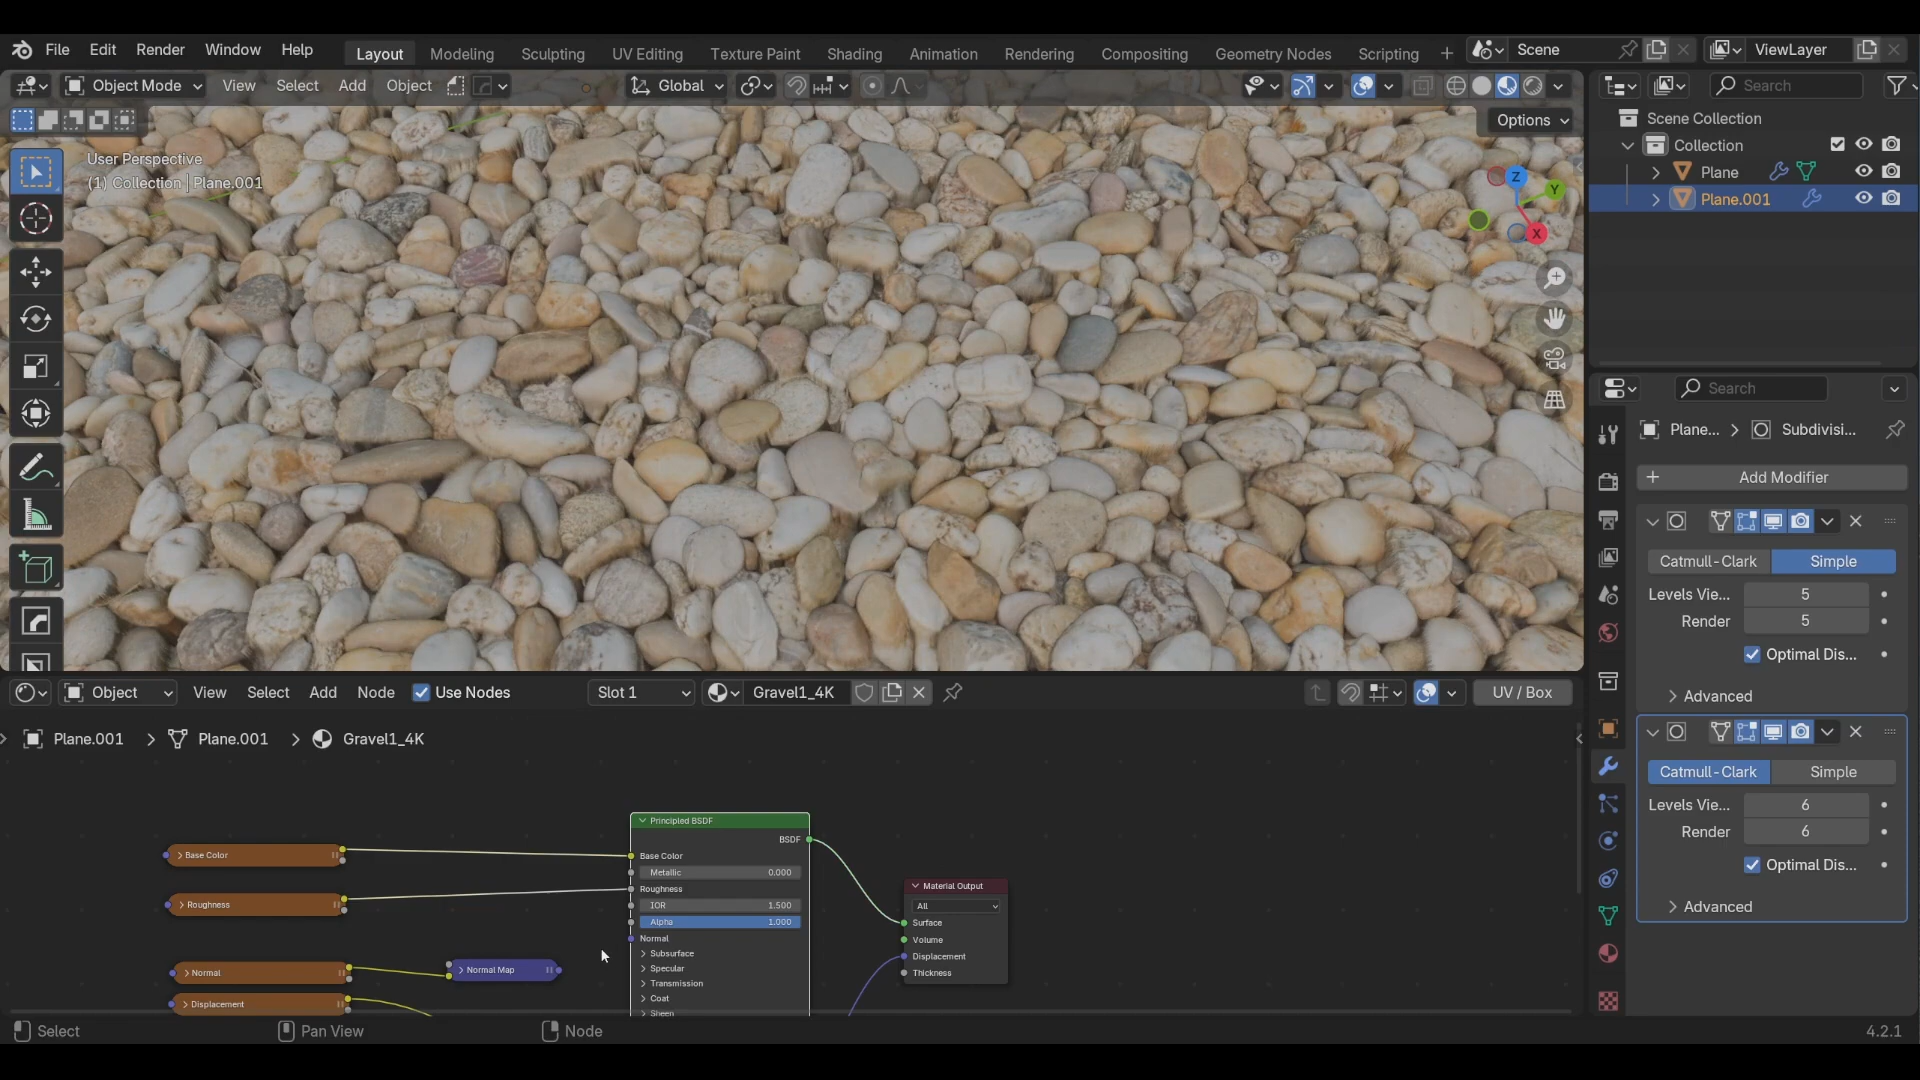 File Edit Render Window Help Layout Modeling Sculpting UV Editing Texture Paint Shading Animation Rendering Compositing Geometry Nodes Scripting + Scene ViewLayer
Object Mode View Select Add Object Global Search
Options
Scene Collection
Collection
Plane
Plane.001
User Perspective
(1) Collection | Plane.001
Z
Y
X
Search
Plane... > Subdivisi...
+ Add Modifier
Catmull-Clark Simple
Levels Vie... 5
Render 5
Optimal Dis...
Advanced
Catmull-Clark Simple
Levels Vie... 6
Render 6
Optimal Dis...
Advanced
Object View Select Add Node Use Nodes Slot 1 Gravel1_4K UV / Box
Plane.001 > Plane.001 > Gravel1_4K
Principled BSDF
BSDF
Base Color
Metallic 0.000
Roughness
IOR 1.500
Alpha 1.000
Normal
Subsurface
Specular
Transmission
Coat
Sheen
Base Color
Roughness
Normal
Displacement
Normal Map
Material Output
All
Surface
Volume
Displacement
Thickness
Select Pan View Node 4.2.1